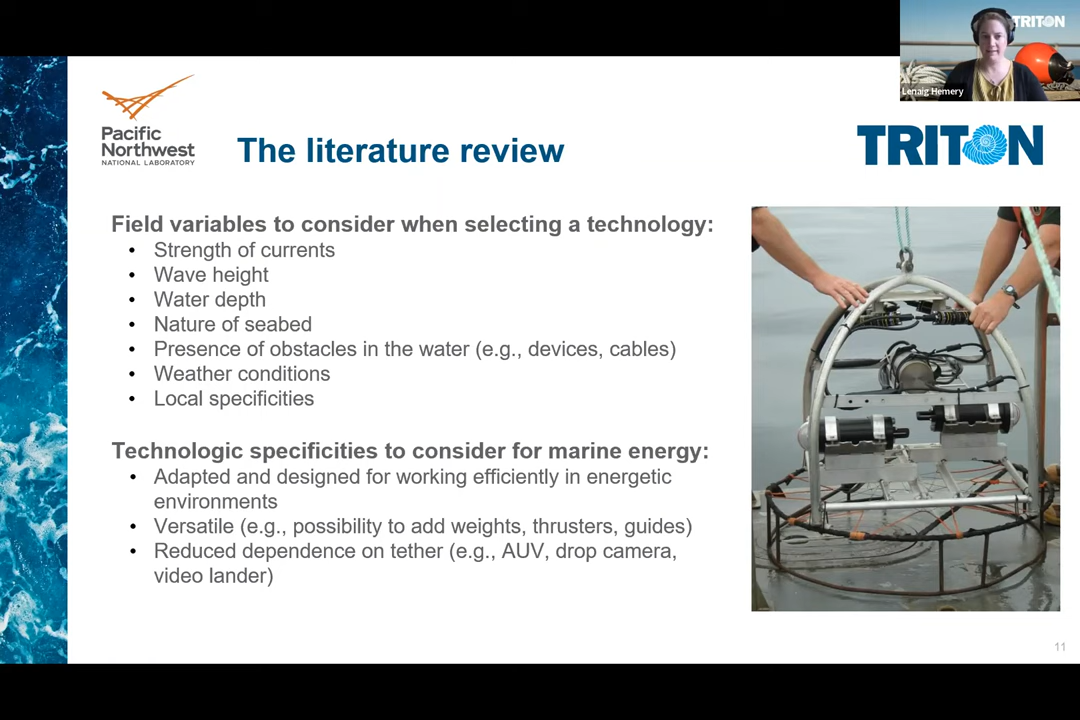 TRITON
Lenaig Hemery
Pacific
Northwest
NATIONAL LABORATORY
The literature review
TRITON
Field variables to consider when selecting a technology:
• Strength of currents
• Wave height
• Water depth
• Nature of seabed
• Presence of obstacles in the water (e.g., devices, cables)
• Weather conditions
• Local specificities
Technologic specificities to consider for marine energy:
• Adapted and designed for working efficiently in energetic
environments
• Versatile (e.g., possibility to add weights, thrusters, guides)
• Reduced dependence on tether (e.g., AUV, drop camera,
video lander)
11